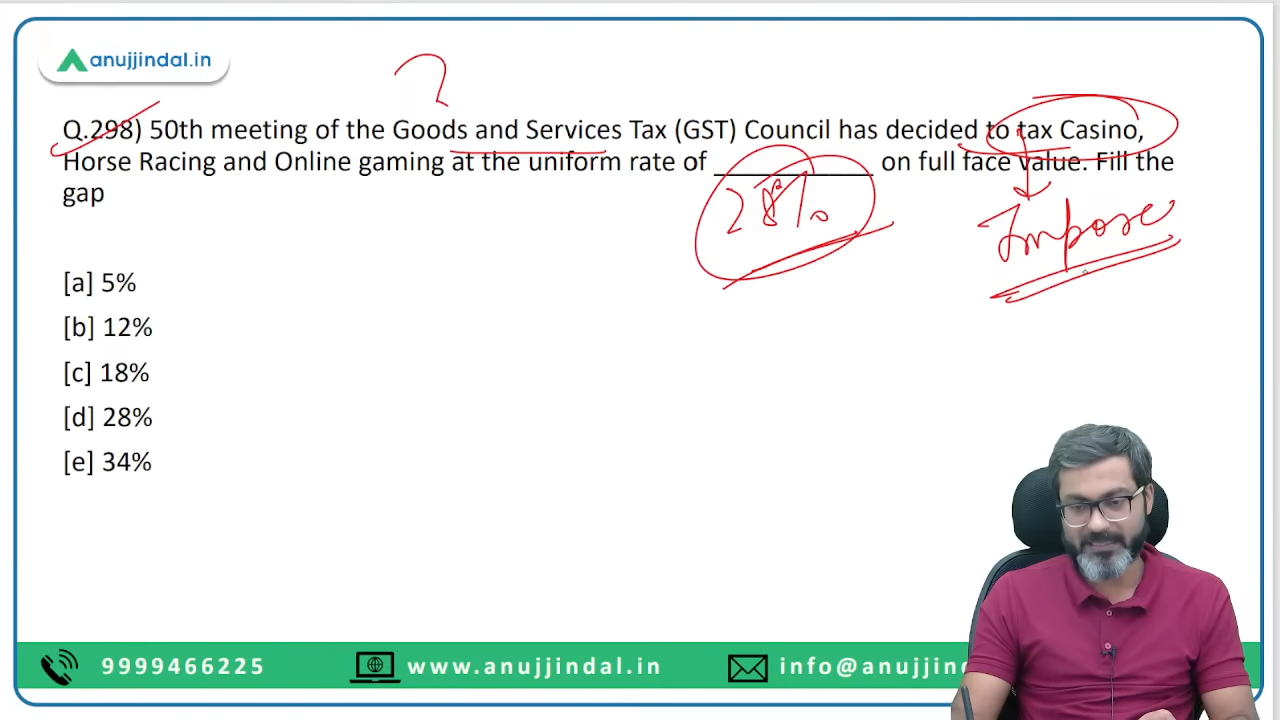 anujjindal.in
?
Q.298) 50th meeting of the Goods and Services Tax (GST) Council has decided to tax Casino,
Horse Racing and Online gaming at the uniform rate of ____________ on full face value. Fill the
gap
28%
Impose
[a] 5%
[b] 12%
[c] 18%
[d] 28%
[e] 34%
9999466225 www.anujjindal.in info@anujjin